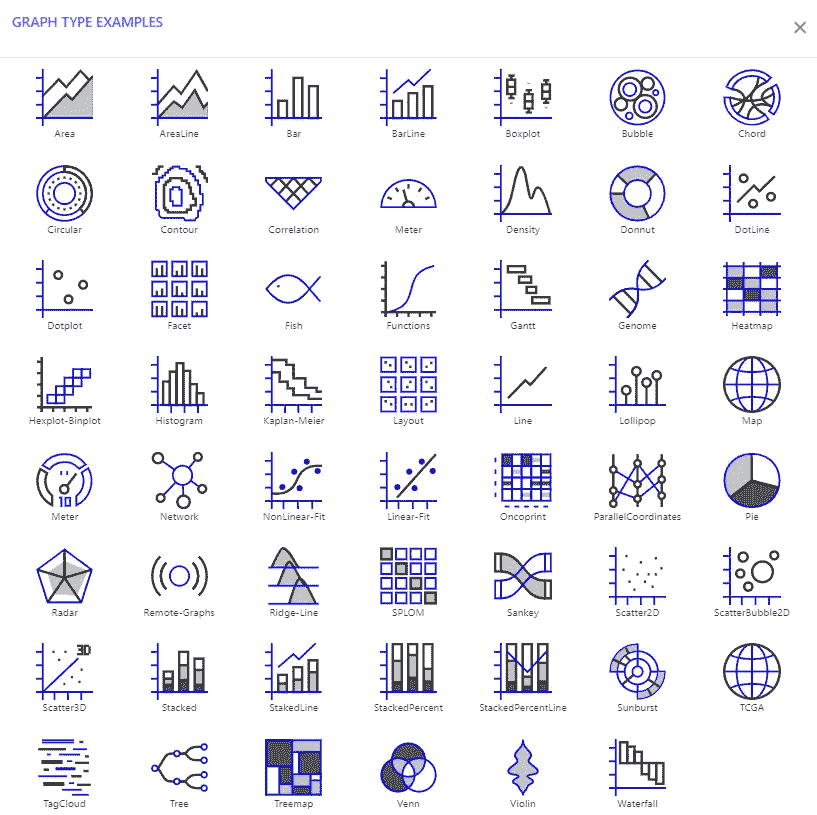 GRAPH TYPE EXAMPLES
Area AreaLine Bar BarLine Boxplot Bubble Chord
Circular Contour Correlation Meter Density Donnut DotLine
Dotplot Facet Fish Functions Gantt Genome Heatmap
Hexplot-Binplot Histogram Kaplan-Meier Layout Line Lollipop Map
10
Meter Network NonLinear-Fit Linear-Fit Oncoprint ParallelCoordinates Pie
Radar Remote-Graphs Ridge-Line SPLOM Sankey Scatter2D ScatterBubble2D
3D
Scatter3D Stacked StakedLine StackedPercent StackedPercentLine Sunburst TCGA
TagCloud Tree Treemap Venn Violin Waterfall